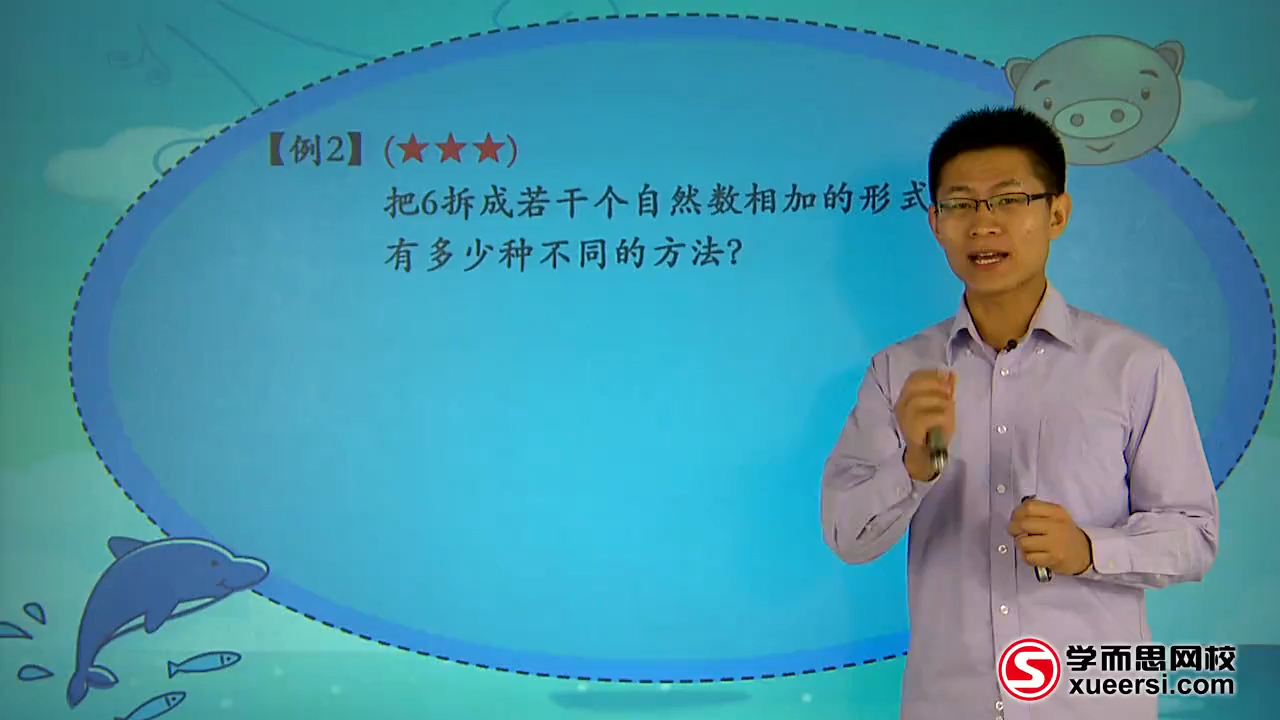 【例2】(★★★)
把6拆成若干个自然数相加的形式
有多少种不同的方法?
学而思网校
xueersi.com